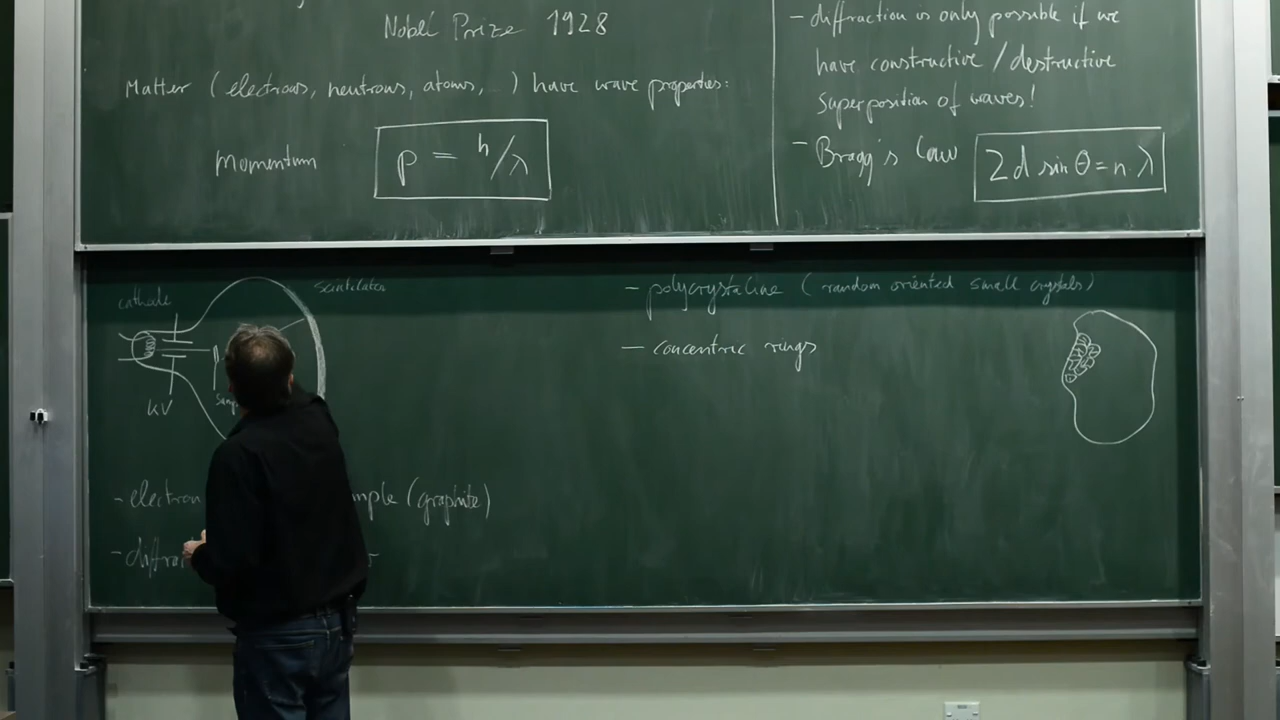 Nobel Prize 1928
Matter (electrons, neutrons, atoms, ...) have wave properties:
Momentum p = h/λ
- diffraction is only possible if we
have constructive / destructive
superposition of waves!
- Bragg's law 2 d sin θ = n λ
cathode
scintilator
kV
- electron
mple (graphite)
- diffra
- polycrystaline (random oriented small crystals)
- concentric rings